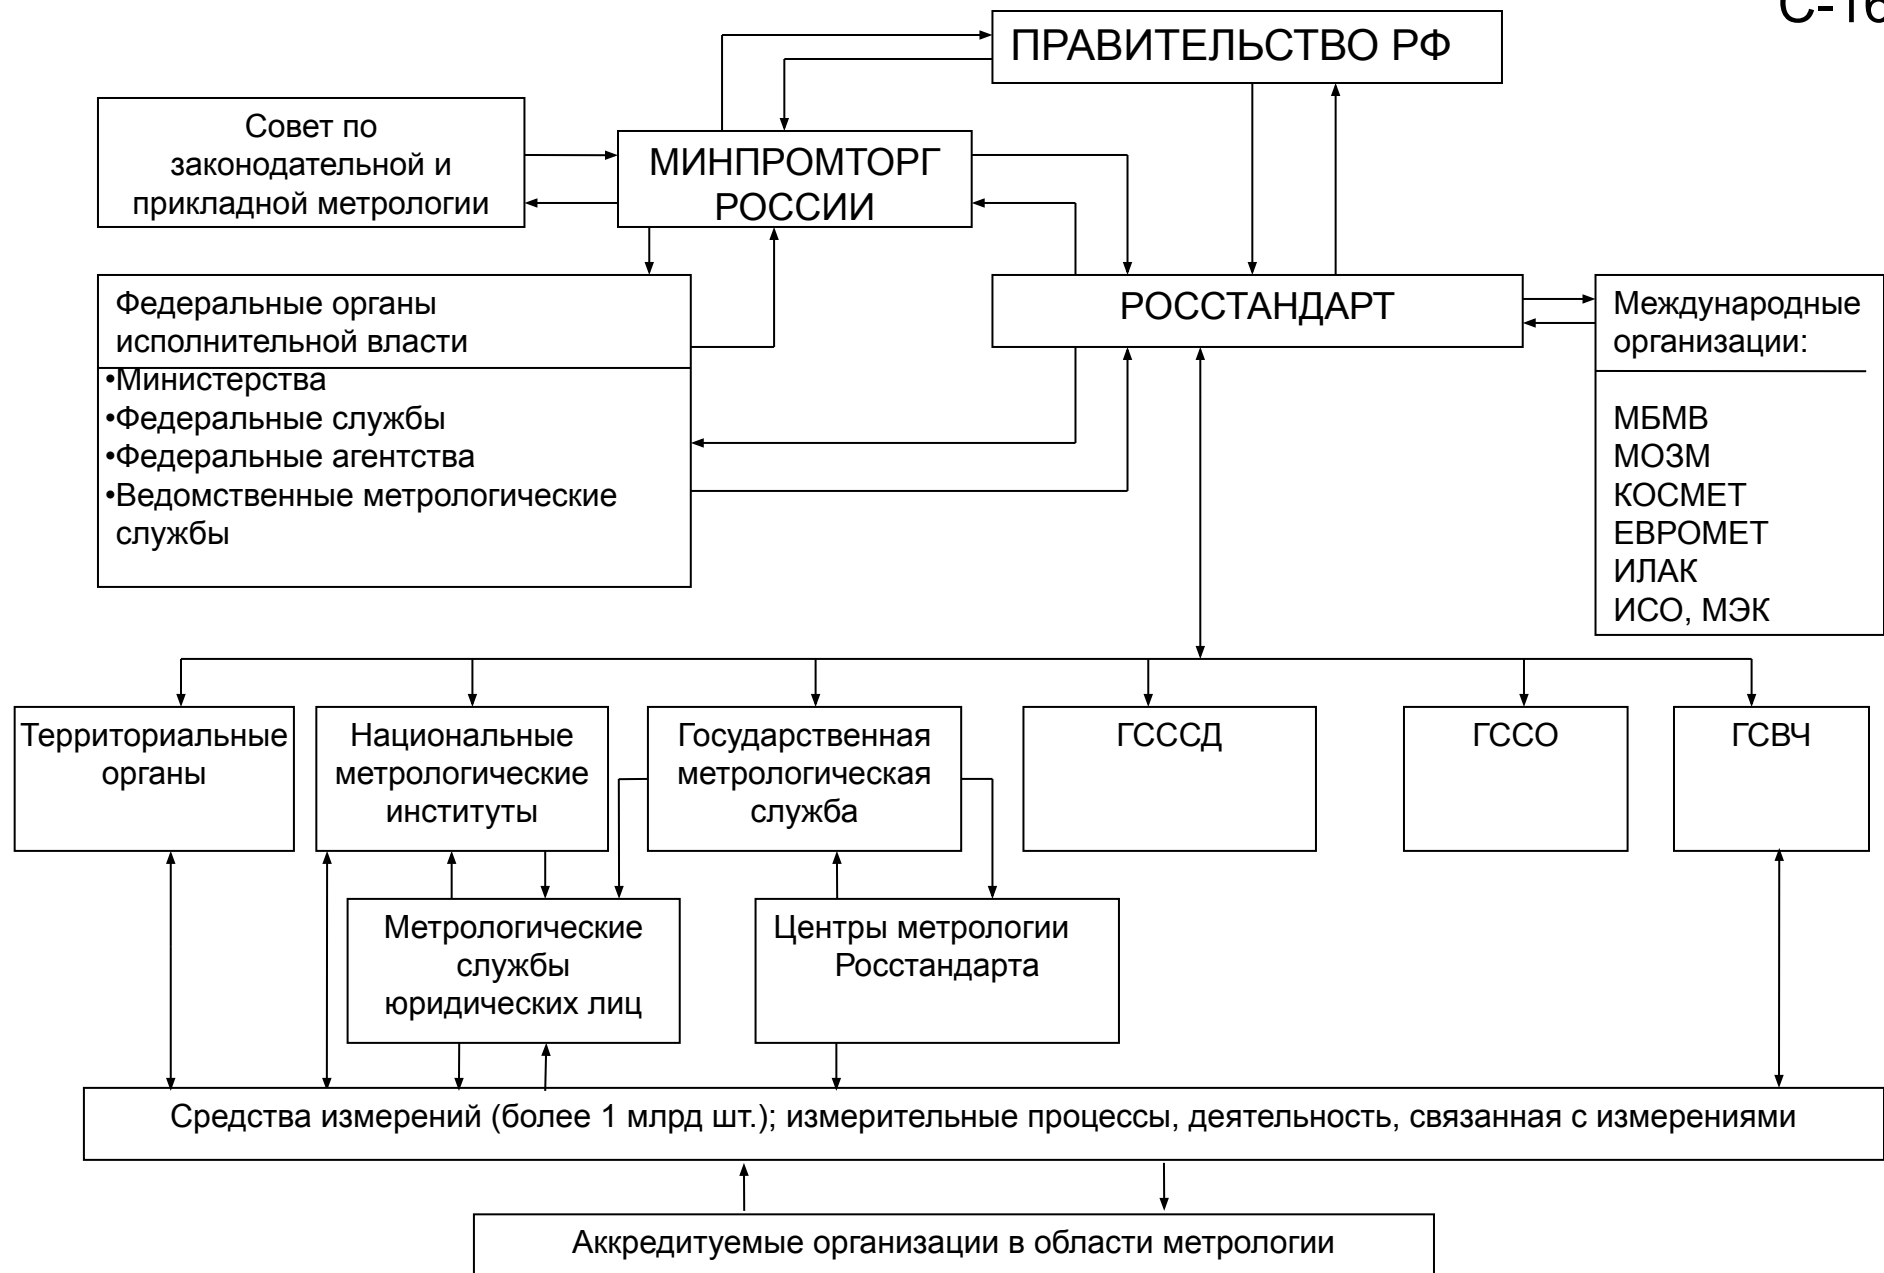 С-16
ПРАВИТЕЛЬСТВО РФ
Совет по
законодательной и
прикладной метрологии
МИНПРОМТОРГ
РОССИИ
Федеральные органы
исполнительной власти
•Министерства
•Федеральные службы
•Федеральные агентства
•Ведомственные метрологические
службы
РОССТАНДАРТ
Международные
организации:
МБМВ
МОЗМ
КОСМЕТ
ЕВРОМЕТ
ИЛАК
ИСО, МЭК
Территориальные
органы
Национальные
метрологические
институты
Государственная
метрологическая
служба
ГСССД
ГССО
ГСВЧ
Метрологические
службы
юридических лиц
Центры метрологии
Росстандарта
Средства измерений (более 1 млрд шт.); измерительные процессы, деятельность, связанная с измерениями
Аккредитуемые организации в области метрологии